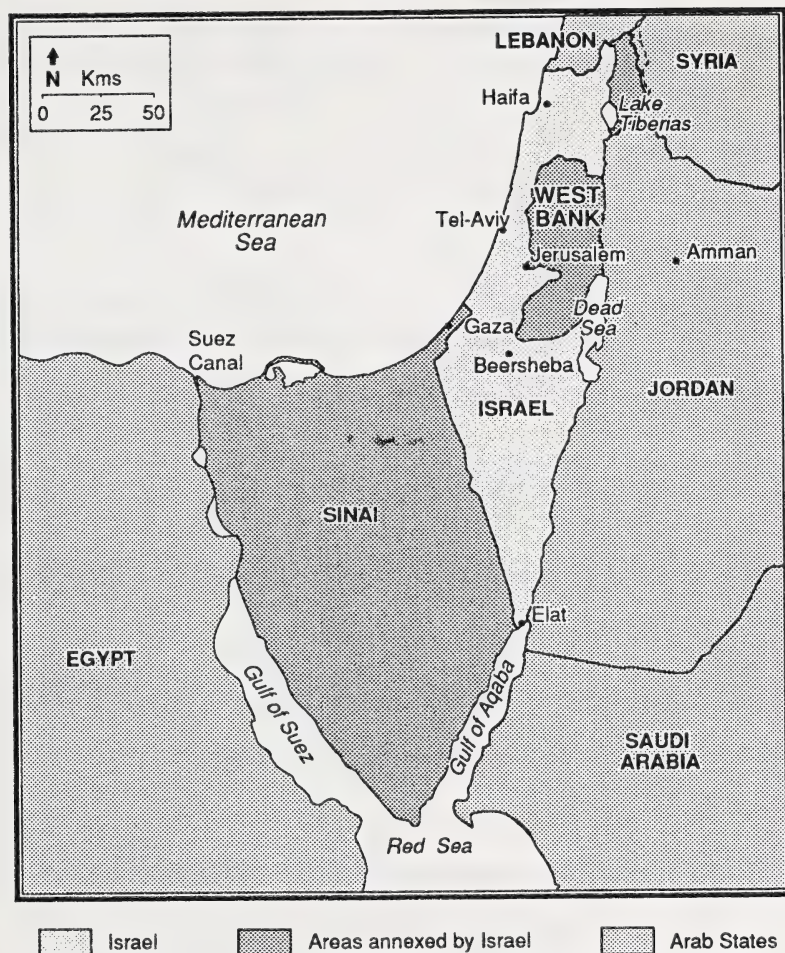 N Kms
0 25 50
LEBANON
SYRIA
Haifa
Lake
Tiberias
Mediterranean
Sea
WEST
BANK
Tel-Aviv
Jerusalem
Amman
Dead
Sea
Gaza
Suez
Canal
Beersheba
JORDAN
ISRAEL
SINAI
Elat
EGYPT
Gulf of Suez
Gulf of Aqaba
SAUDI
ARABIA
Red Sea
Israel Areas annexed by Israel Arab States